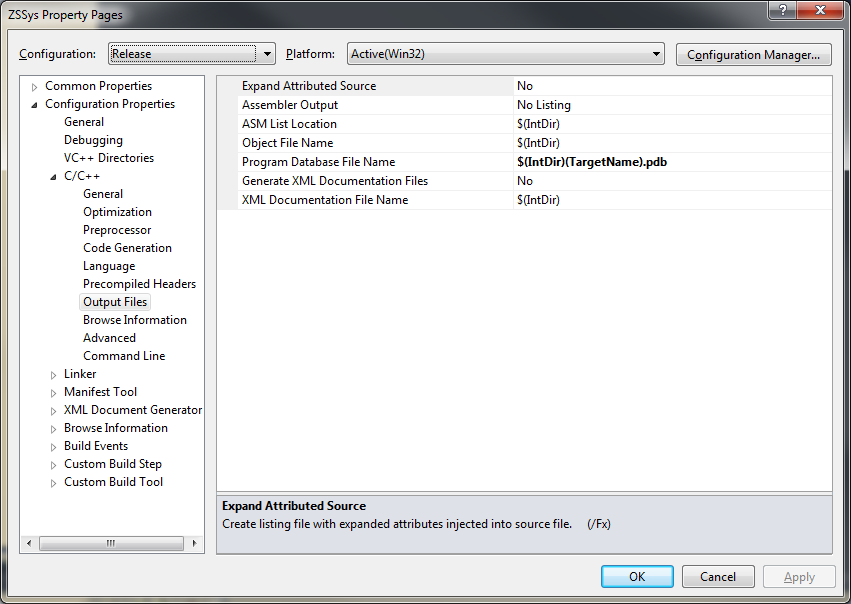 ZSSys Property Pages
Configuration: Release Platform: Active(Win32) Configuration Manager...
Common Properties
Configuration Properties
General
Debugging
VC++ Directories
C/C++
General
Optimization
Preprocessor
Code Generation
Language
Precompiled Headers
Output Files
Browse Information
Advanced
Command Line
Linker
Manifest Tool
XML Document Generator
Browse Information
Build Events
Custom Build Step
Custom Build Tool
Expand Attributed Source No
Assembler Output No Listing
ASM List Location $(IntDir)
Object File Name $(IntDir)
Program Database File Name $(IntDir)(TargetName).pdb
Generate XML Documentation Files No
XML Documentation File Name $(IntDir)
Expand Attributed Source
Create listing file with expanded attributes injected into source file. (/Fx)
OK Cancel Apply